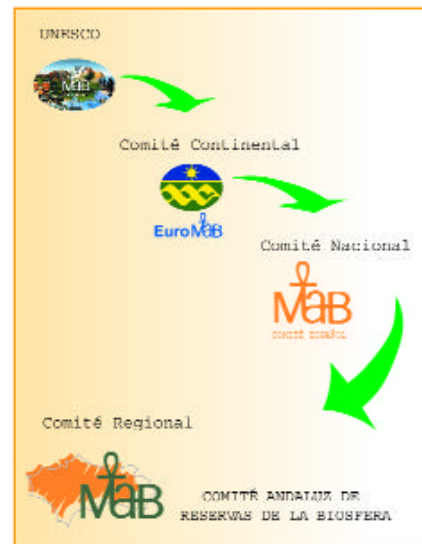 UNESCO
MaB
Comité Continental
EuroMaB
Comité Nacional
MaB
COMITÉ ESPAÑOL
Comité Regional
MaB
COMITÉ ANDALUZ DE
RESERVAS DE LA BIOSFERA